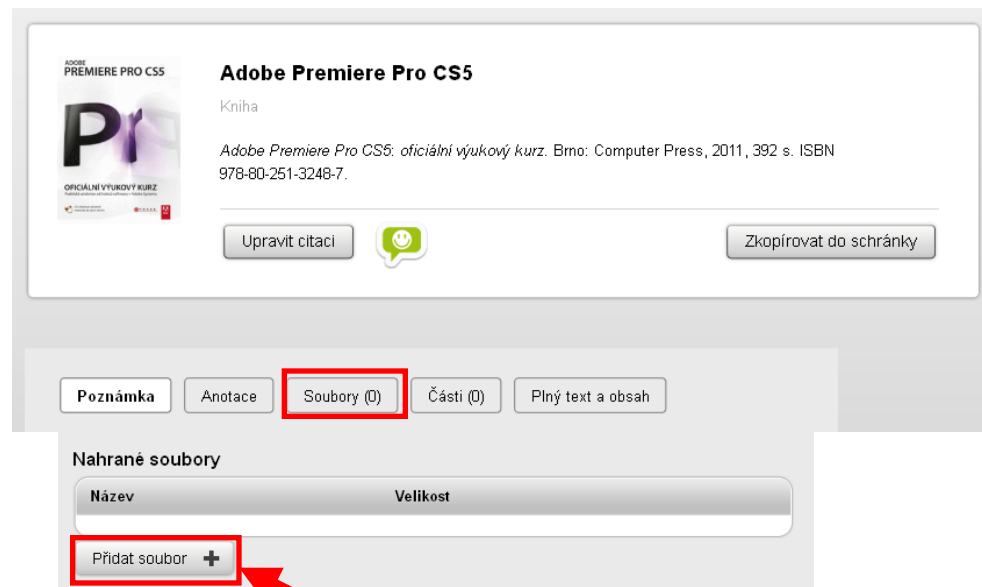 ADOBE
PREMIERE PRO CS5
Pr
OFICIÁLNÍ VÝUKOVÝ KURZ
Adobe Premiere Pro CS5
Kniha
Adobe Premiere Pro CS5: oficiální výukový kurz. Brno: Computer Press, 2011, 392 s. ISBN
978-80-251-3248-7.
Upravit citaci
Zkopírovat do schránky
Poznámka
Anotace
Soubory (0)
Části (0)
Plný text a obsah
Nahrané soubory
Název
Velikost
Přidat soubor